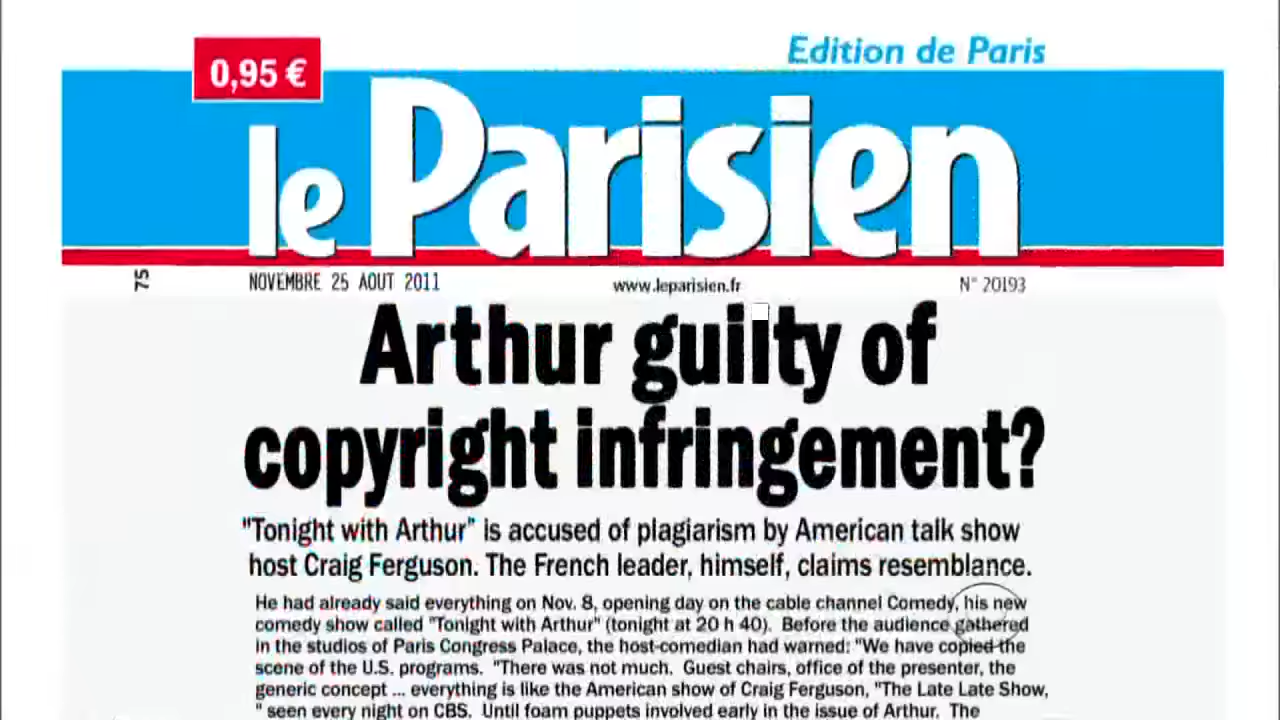 0,95 €
Edition de Paris
le Parisien
75
NOVEMBRE 25 AOUT 2011
www.leparisien.fr
N° 20193
Arthur guilty of
copyright infringement?
"Tonight with Arthur" is accused of plagiarism by American talk show
host Craig Ferguson. The French leader, himself, claims resemblance.
He had already said everything on Nov. 8, opening day on the cable channel Comedy, his new
comedy show called "Tonight with Arthur" (tonight at 20 h 40). Before the audience gathered
in the studios of Paris Congress Palace, the host-comedian had warned: "We have copied the
scene of the U.S. programs. "There was not much. Guest chairs, office of the presenter, the
generic concept ... everything is like the American show of Craig Ferguson, "The Late Late Show,
" seen every night on CBS. Until foam puppets involved early in the issue of Arthur. The